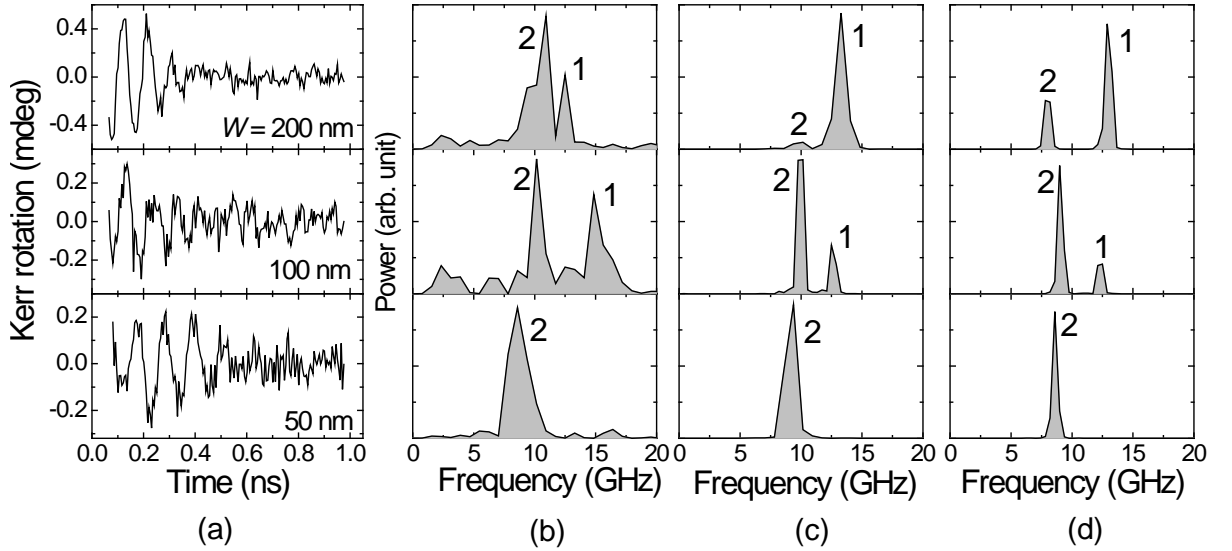 Kerr rotation (mdeg)
0.4
0.0
-0.4
W = 200 nm
0.2
0.0
-0.2
100 nm
0.2
0.0
-0.2
50 nm
0.0 0.2 0.4 0.6 0.8 1.0
Time (ns)
(a)
Power (arb. unit)
2
1
2
1
2
0 5 10 15 20
Frequency (GHz)
(b)
1
2
2
1
2
0 5 10 15 20
Frequency (GHz)
(c)
2
1
2
1
2
0 5 10 15 20
Frequency (GHz)
(d)